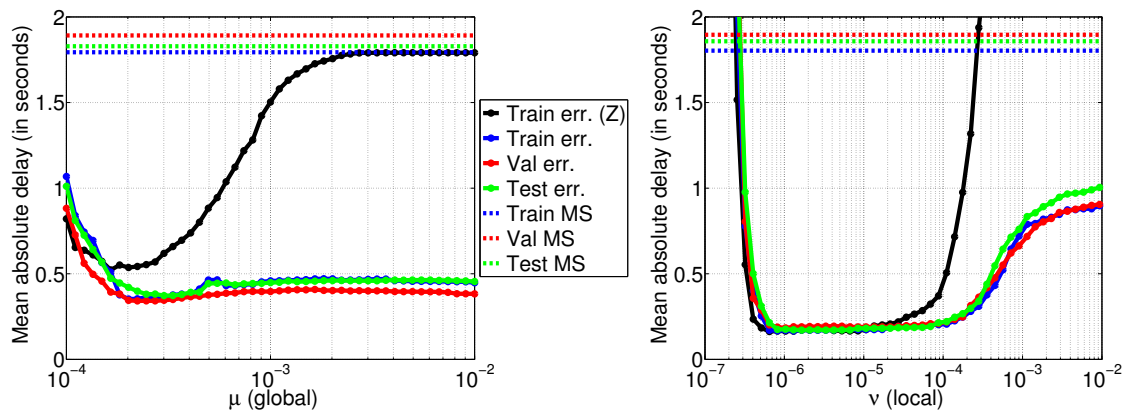 Mean absolute delay (in seconds)
2
1.5
1
0.5
0
10^-4
10^-3
10^-2
μ (global)
Train err. (Z)
Train err.
Val err.
Test err.
Train MS
Val MS
Test MS
Mean absolute delay (in seconds)
2
1.5
1
0.5
0
10^-7
10^-6
10^-5
10^-4
10^-3
10^-2
ν (local)